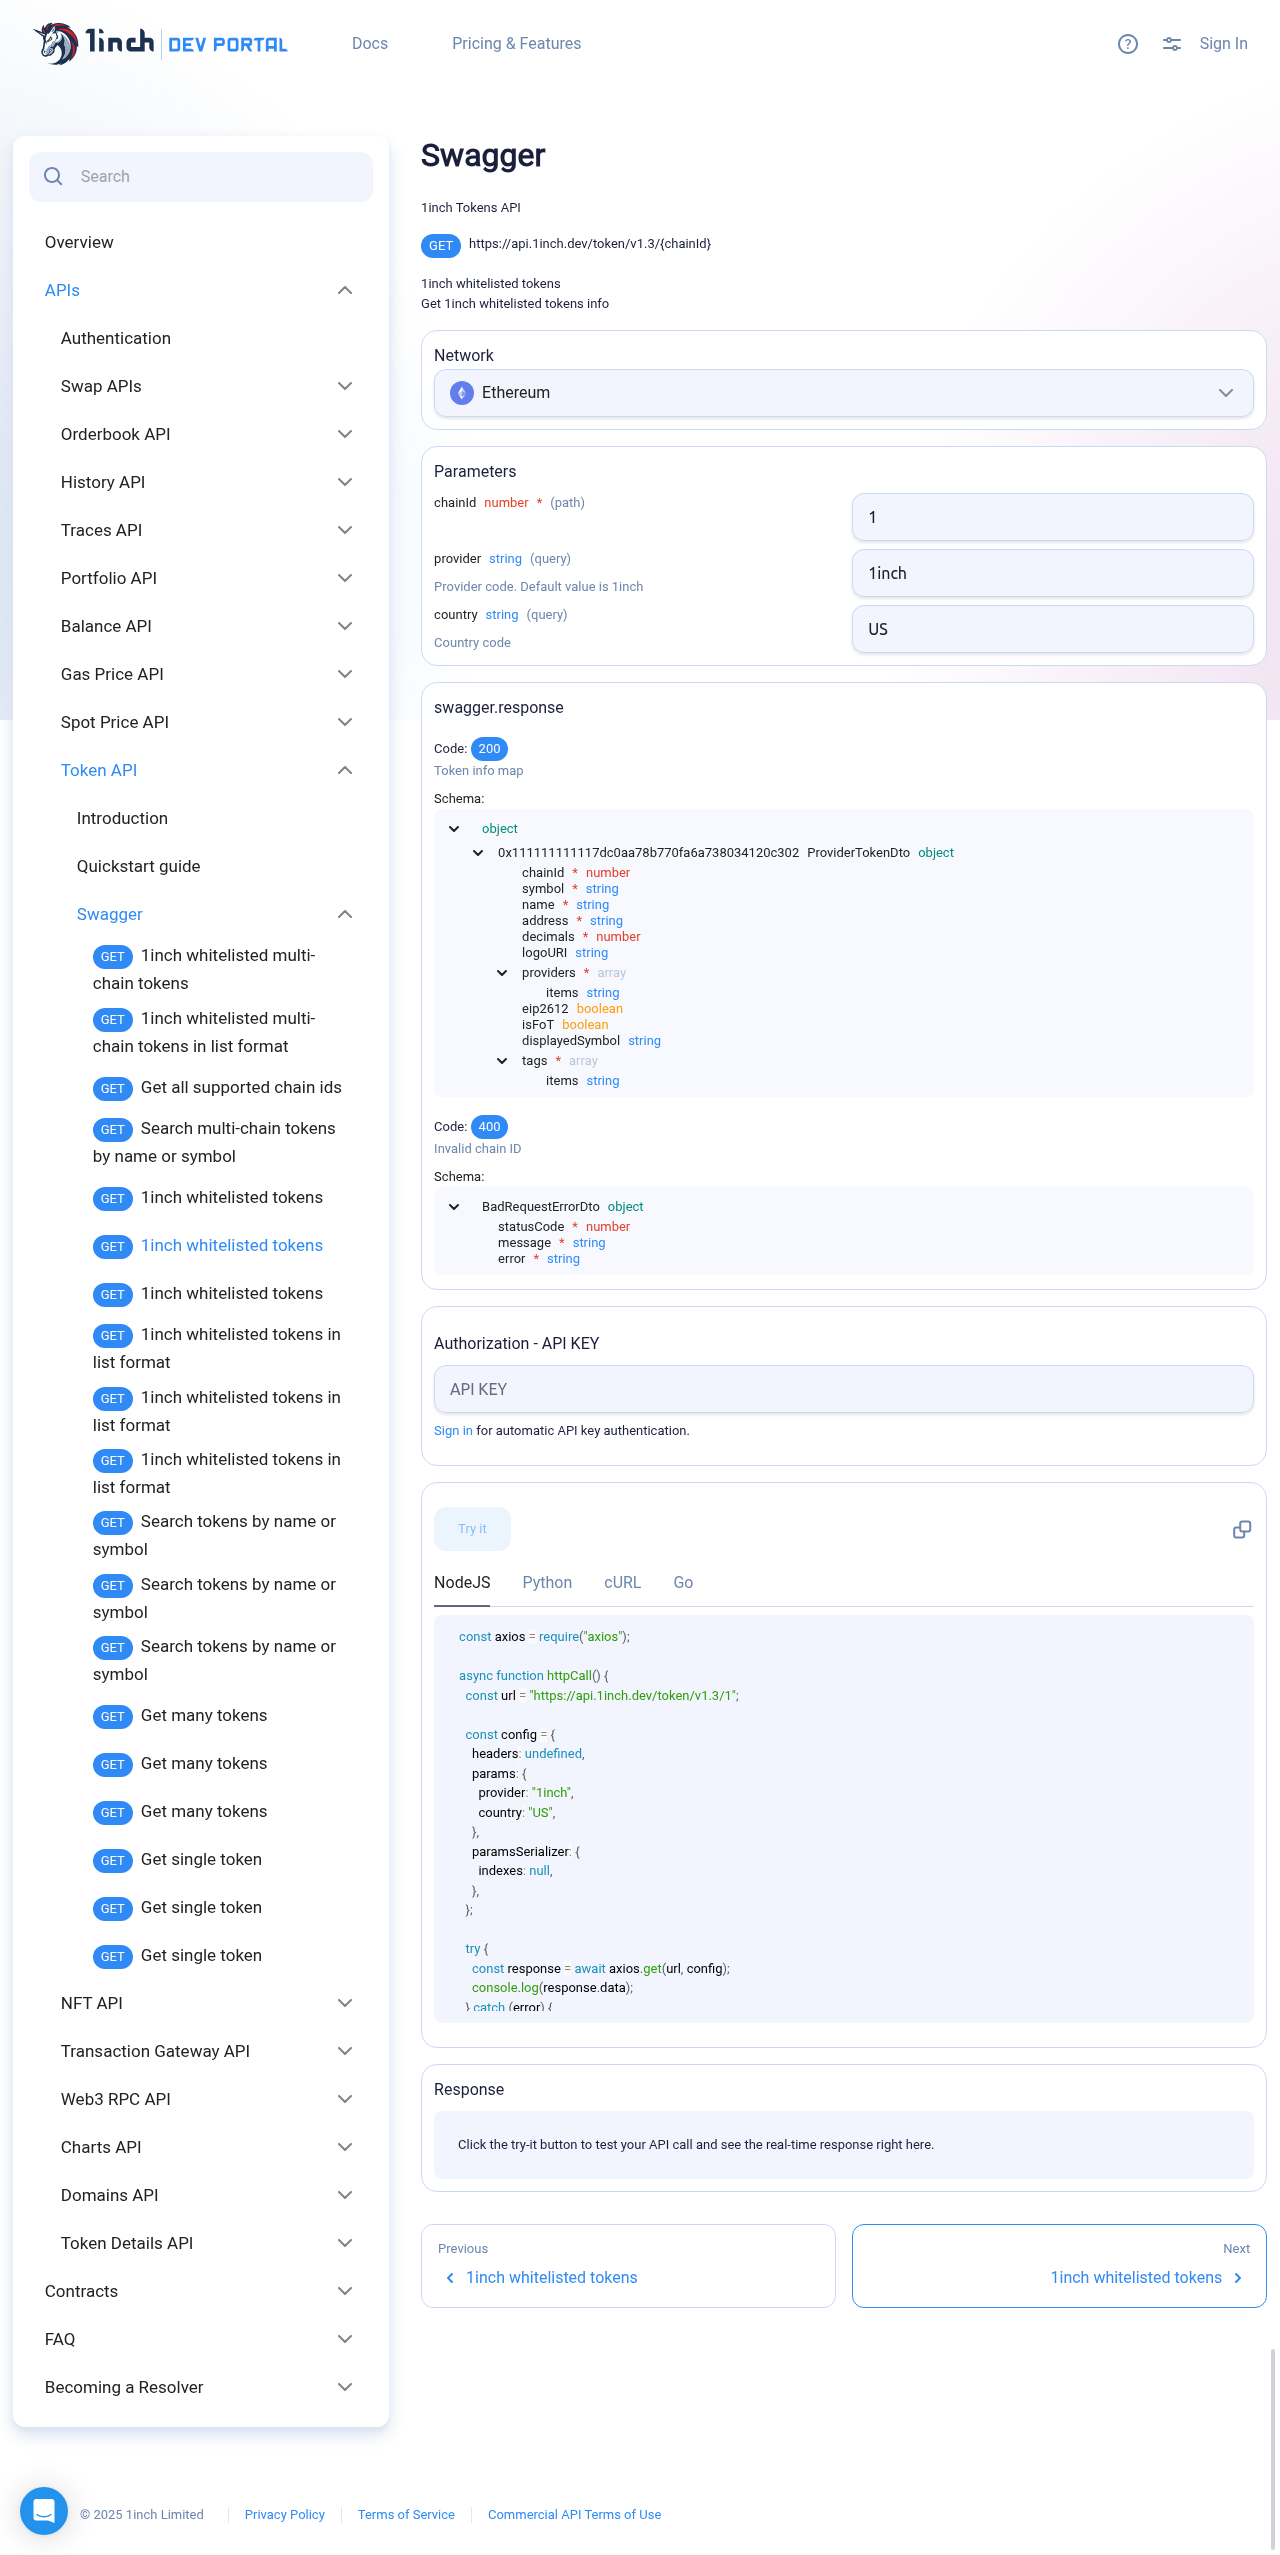 1inch DEV PORTAL
Docs
Pricing & Features
Sign In
Search
Overview
APIs
Authentication
Swap APIs
Orderbook API
History API
Traces API
Portfolio API
Balance API
Gas Price API
Spot Price API
Token API
Introduction
Quickstart guide
Swagger
GET 1inch whitelisted multi-
chain tokens
GET 1inch whitelisted multi-
chain tokens in list format
GET Get all supported chain ids
GET Search multi-chain tokens
by name or symbol
GET 1inch whitelisted tokens
GET 1inch whitelisted tokens
GET 1inch whitelisted tokens
GET 1inch whitelisted tokens in
list format
GET 1inch whitelisted tokens in
list format
GET 1inch whitelisted tokens in
list format
GET Search tokens by name or
symbol
GET Search tokens by name or
symbol
GET Search tokens by name or
symbol
GET Get many tokens
GET Get many tokens
GET Get many tokens
GET Get single token
GET Get single token
GET Get single token
NFT API
Transaction Gateway API
Web3 RPC API
Charts API
Domains API
Token Details API
Contracts
FAQ
Becoming a Resolver
Swagger
1inch Tokens API
GET https://api.1inch.dev/token/v1.3/{chainId}
1inch whitelisted tokens
Get 1inch whitelisted tokens info
Network
Ethereum
Parameters
chainId number * (path)
1
provider string (query)
Provider code. Default value is 1inch
1inch
country string (query)
Country code
US
swagger.response
Code: 200
Token info map
Schema:
object
0x111111111117dc0aa78b770fa6a738034120c302 ProviderTokenDto object
chainId * number
symbol * string
name * string
address * string
decimals * number
logoURI string
providers * array
items string
eip2612 boolean
isFoT boolean
displayedSymbol string
tags * array
items string
Code: 400
Invalid chain ID
Schema:
BadRequestErrorDto object
statusCode * number
message * string
error * string
Authorization - API KEY
API KEY
Sign in for automatic API key authentication.
Try it
NodeJS Python cURL Go
const axios = require("axios");
async function httpCall() {
const url = "https://api.1inch.dev/token/v1.3/1";
const config = {
headers: undefined,
params: {
provider: "1inch",
country: "US",
},
paramsSerializer: {
indexes: null,
},
};
try {
const response = await axios.get(url, config);
console.log(response.data);
} catch (error) {
Response
Click the try-it button to test your API call and see the real-time response right here.
Previous
1inch whitelisted tokens
Next
1inch whitelisted tokens
© 2025 1inch Limited
Privacy Policy
Terms of Service
Commercial API Terms of Use